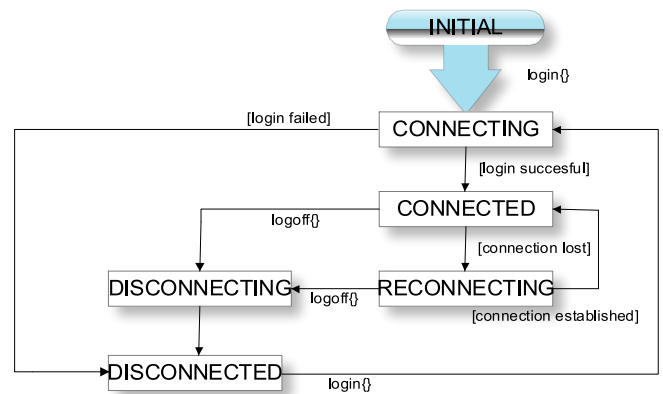 INITIAL
login{}
[login failed]
CONNECTING
[login succesful]
CONNECTED
logoff{}
[connection lost]
DISCONNECTING
RECONNECTING
logoff{}
[connection established]
DISCONNECTED
login{}